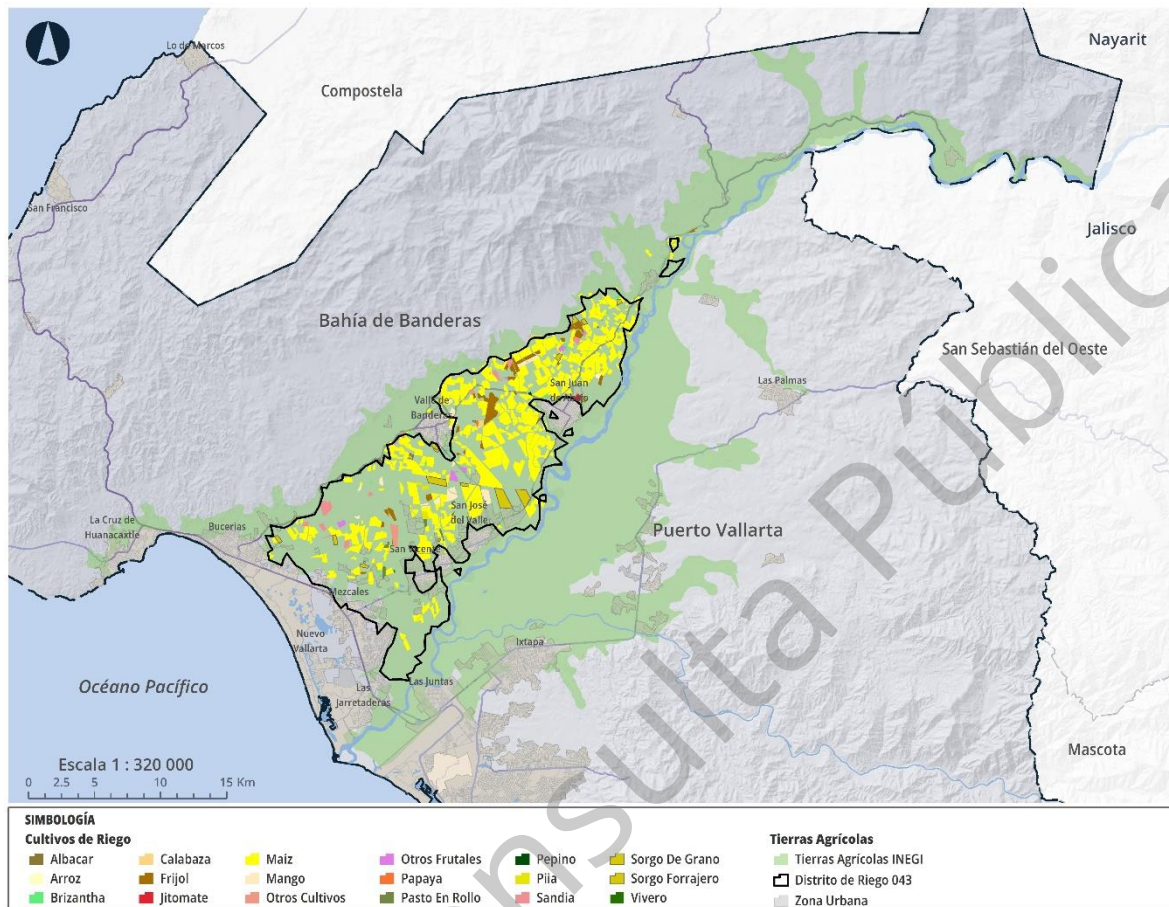 Lo de Marcos
Nayarit
Compostela
San Francisco
Jalisco
Bahía de Banderas
San Sebastián del Oeste
San Juan
de Abajo
Las Palmas
Valle de
Banderas
La Cruz de
Huanacaxtle
Bucerias
San José
del Valle
Puerto Vallarta
San Vicente
Mezcales
Nuevo
Vallarta
Ixtapa
Océano Pacífico
Las Juntas
Las
Jarretaderas
Mascota
Escala 1 : 320 000
0 2.5 5 10 15 Km
nsulta Pública
SIMBOLOGÍA
Cultivos de Riego
Tierras Agrícolas
Albacar
Calabaza
Maiz
Otros Frutales
Pepino
Sorgo De Grano
Tierras Agrícolas INEGI
Arroz
Frijol
Mango
Papaya
Piia
Sorgo Forrajero
Distrito de Riego 043
Brizantha
Jitomate
Otros Cultivos
Pasto En Rollo
Sandia
Vivero
Zona Urbana